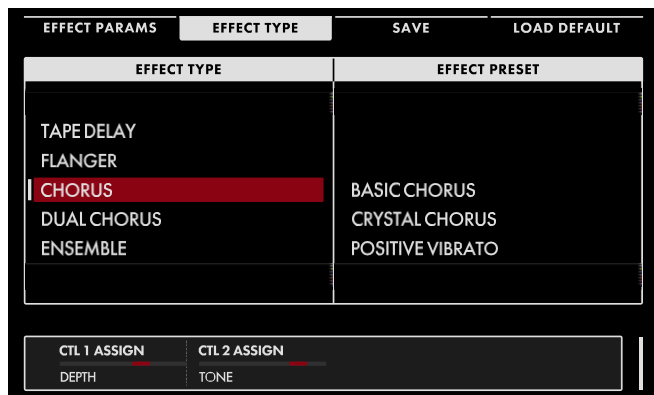 EFFECT PARAMS EFFECT TYPE SAVE LOAD DEFAULT
EFFECT TYPE EFFECT PRESET
TAPE DELAY
FLANGER
CHORUS BASIC CHORUS
DUAL CHORUS CRYSTAL CHORUS
ENSEMBLE POSITIVE VIBRATO
CTL 1 ASSIGN CTL 2 ASSIGN
DEPTH TONE